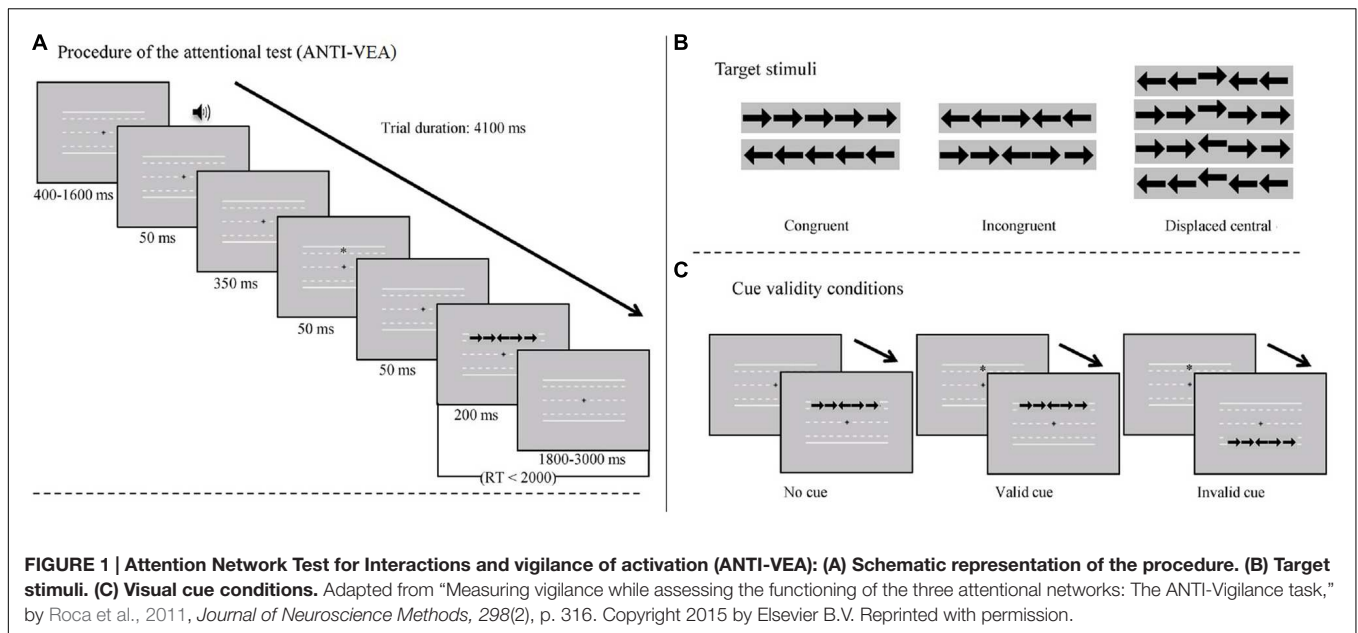 A
Procedure of the attentional test (ANTI-VEA)
Trial duration: 4100 ms
400-1600 ms
50 ms
350 ms
*
50 ms
50 ms
200 ms
1800-3000 ms
(RT < 2000)
B
Target stimuli
Congruent
Incongruent
Displaced central
C
Cue validity conditions
*
*
No cue
Valid cue
Invalid cue
FIGURE 1 | Attention Network Test for Interactions and vigilance of activation (ANTI-VEA): (A) Schematic representation of the procedure. (B) Target
stimuli. (C) Visual cue conditions. Adapted from “Measuring vigilance while assessing the functioning of the three attentional networks: The ANTI-Vigilance task,”
by Roca et al., 2011, Journal of Neuroscience Methods, 298(2), p. 316. Copyright 2015 by Elsevier B.V. Reprinted with permission.